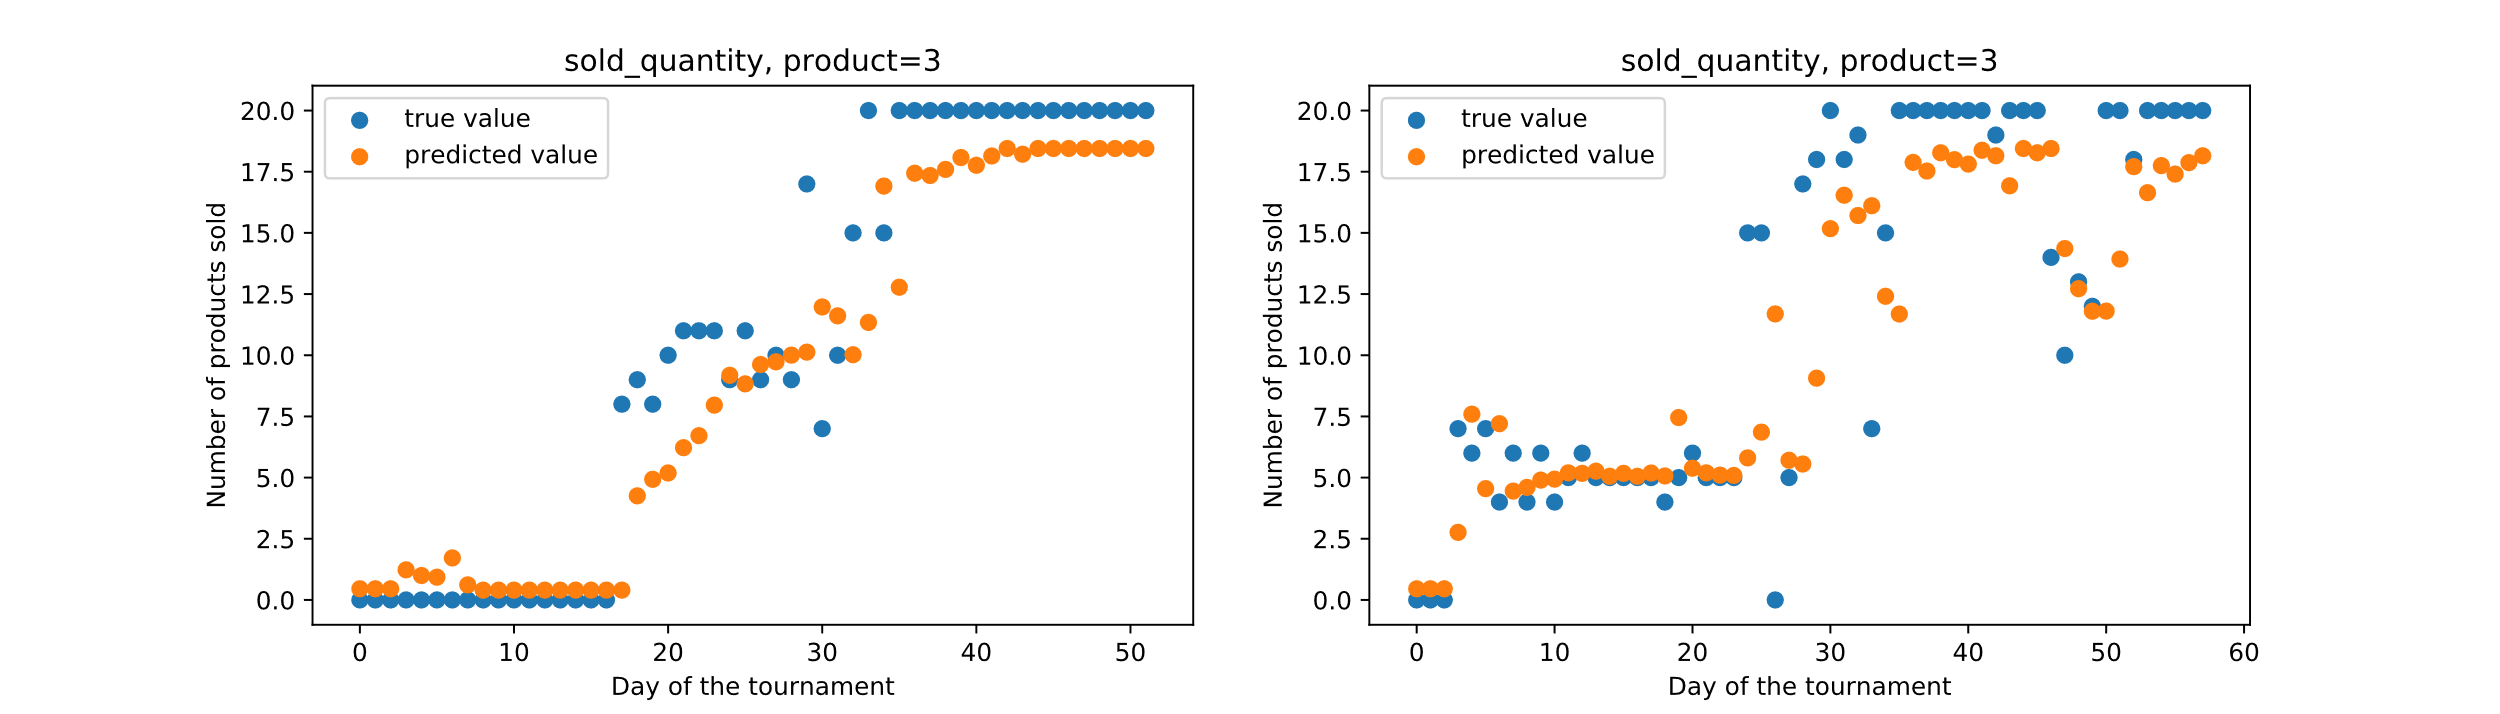 sold_quantity, product=3
true value
predicted value
20.0
17.5
15.0
12.5
10.0
7.5
5.0
2.5
0.0
Number of products sold
0 10 20 30 40 50
Day of the tournament
sold_quantity, product=3
true value
predicted value
20.0
17.5
15.0
12.5
10.0
7.5
5.0
2.5
0.0
Number of products sold
0 10 20 30 40 50 60
Day of the tournament